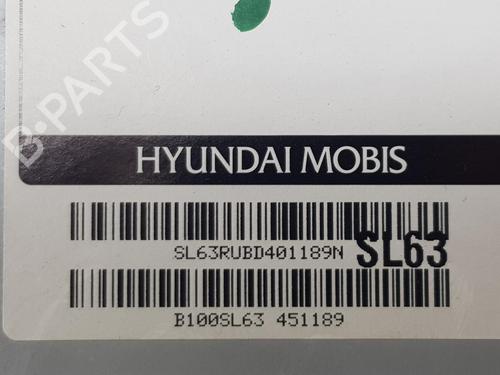 B-PARTS
HYUNDAI MOBIS
SL63RUBD401189N SL63
B100SL63 451189